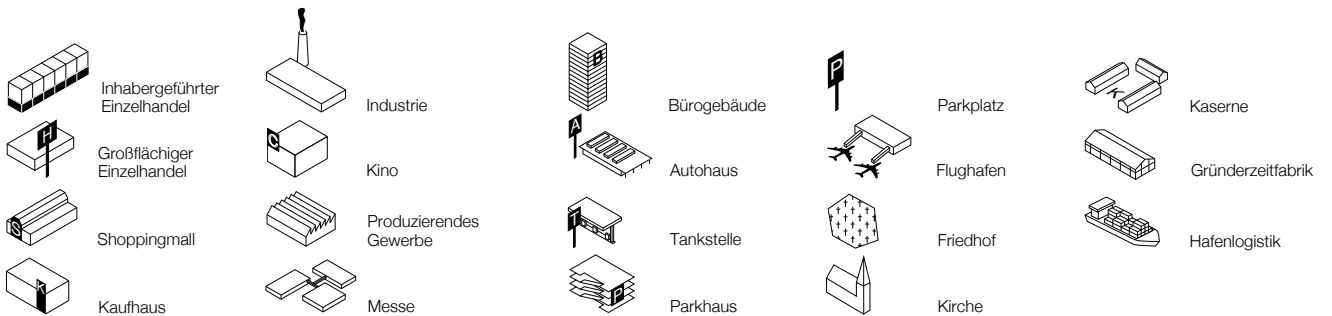 Inhabergeführter
Einzelhandel
H
Großflächiger
Einzelhandel
S
Shoppingmall
K
Kaufhaus
Industrie
C
Kino
Produzierendes
Gewerbe
Messe
B
Bürogebäude
A
Autohaus
T
Tankstelle
P
Parkhaus
P
Parkplatz
Flughafen
Friedhof
Kirche
K
Kaserne
Gründerzeitfabrik
Hafenlogistik